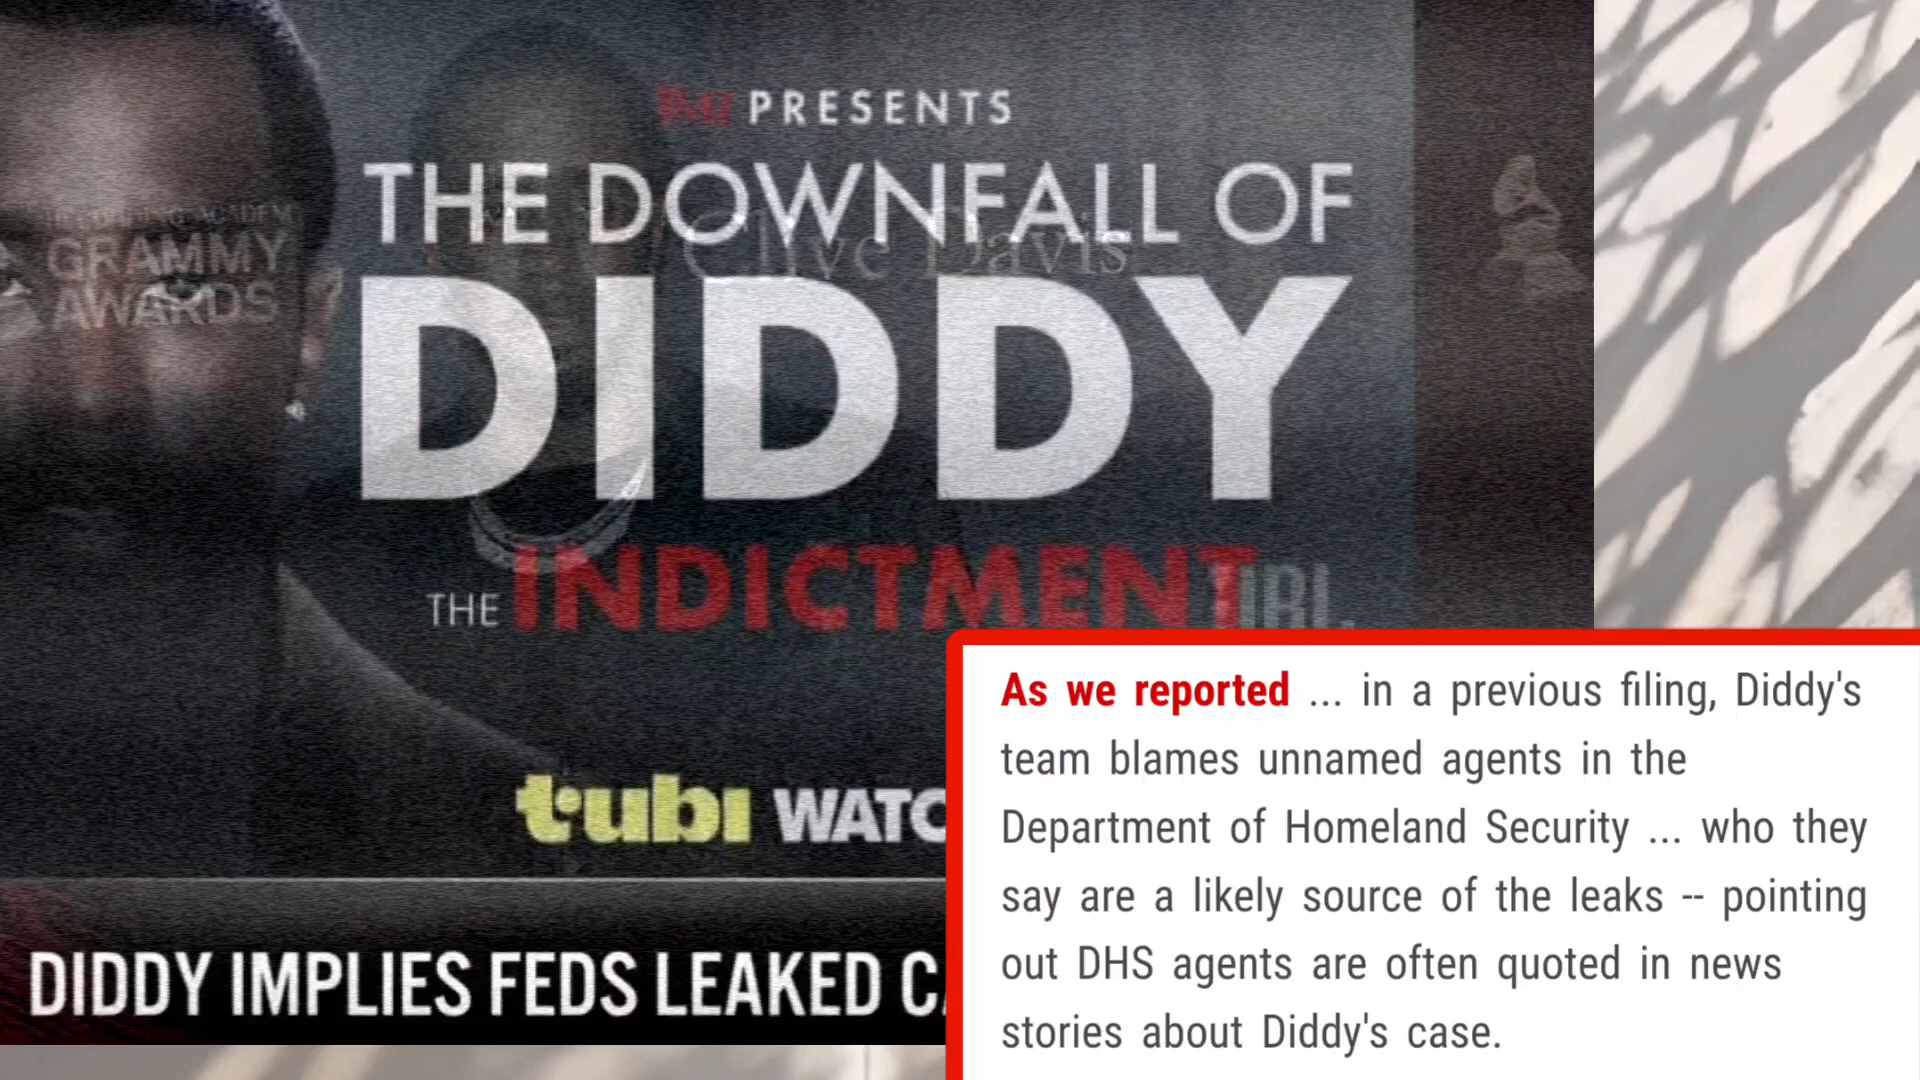 PRESENTS
THE DOWNFALL OF
Clive Davis
GRAMMY
AWARDS
DIDDY
THE INDICTMENT
tubi
DIDDY IMPLIES FEDS LEAKED
As we reported ... in a previous filing, Diddy's
team blames unnamed agents in the
Department of Homeland Security ... who they
say are a likely source of the leaks -- pointing
out DHS agents are often quoted in news
stories about Diddy's case.